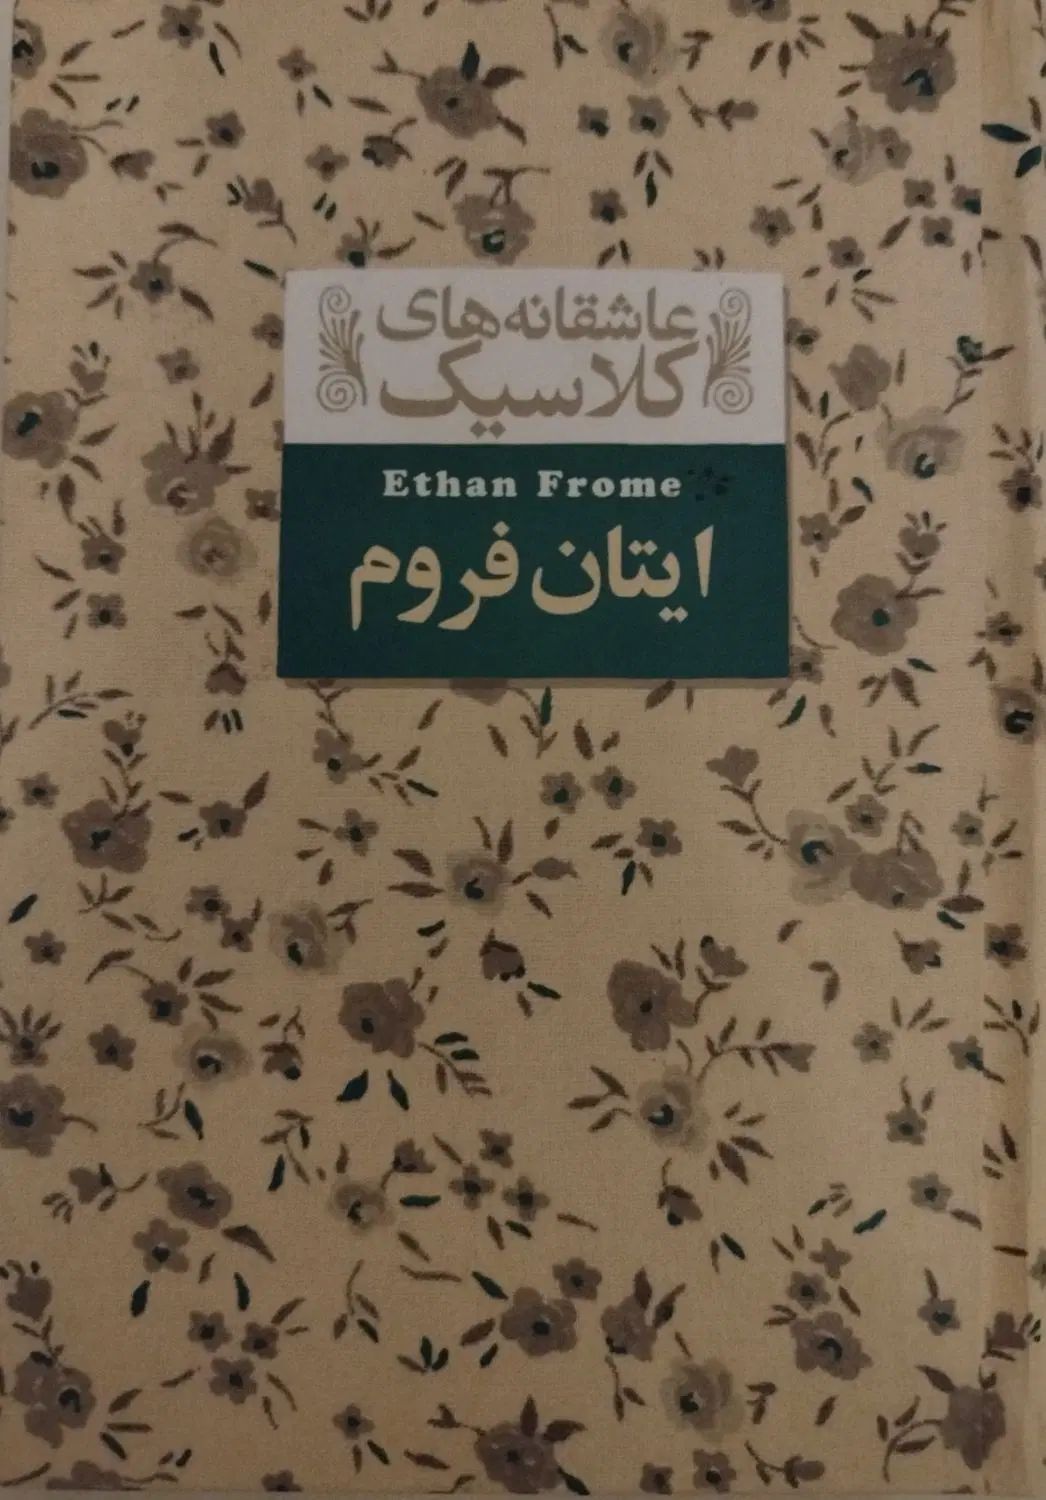 عاشقانه‌های
کلاسیک
Ethan Frome
ایتان فروم